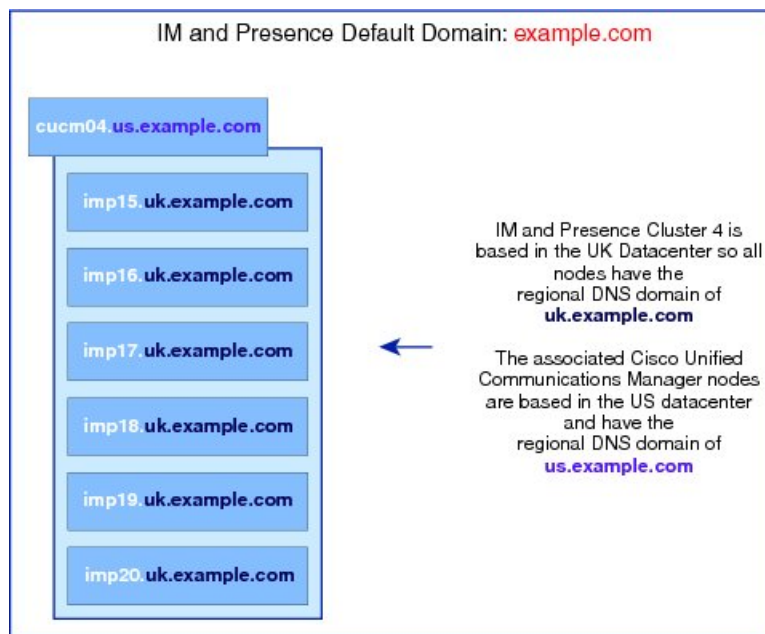 IM and Presence Default Domain: example.com
cucm04.us.example.com
imp15.uk.example.com
imp16.uk.example.com
imp17.uk.example.com
imp18.uk.example.com
imp19.uk.example.com
imp20.uk.example.com
IM and Presence Cluster 4 is
based in the UK Datacenter so all
nodes have the
regional DNS domain of
uk.example.com
The associated Cisco Unified
Communications Manager nodes
are based in the US datacenter
and have the
regional DNS domain of
us.example.com